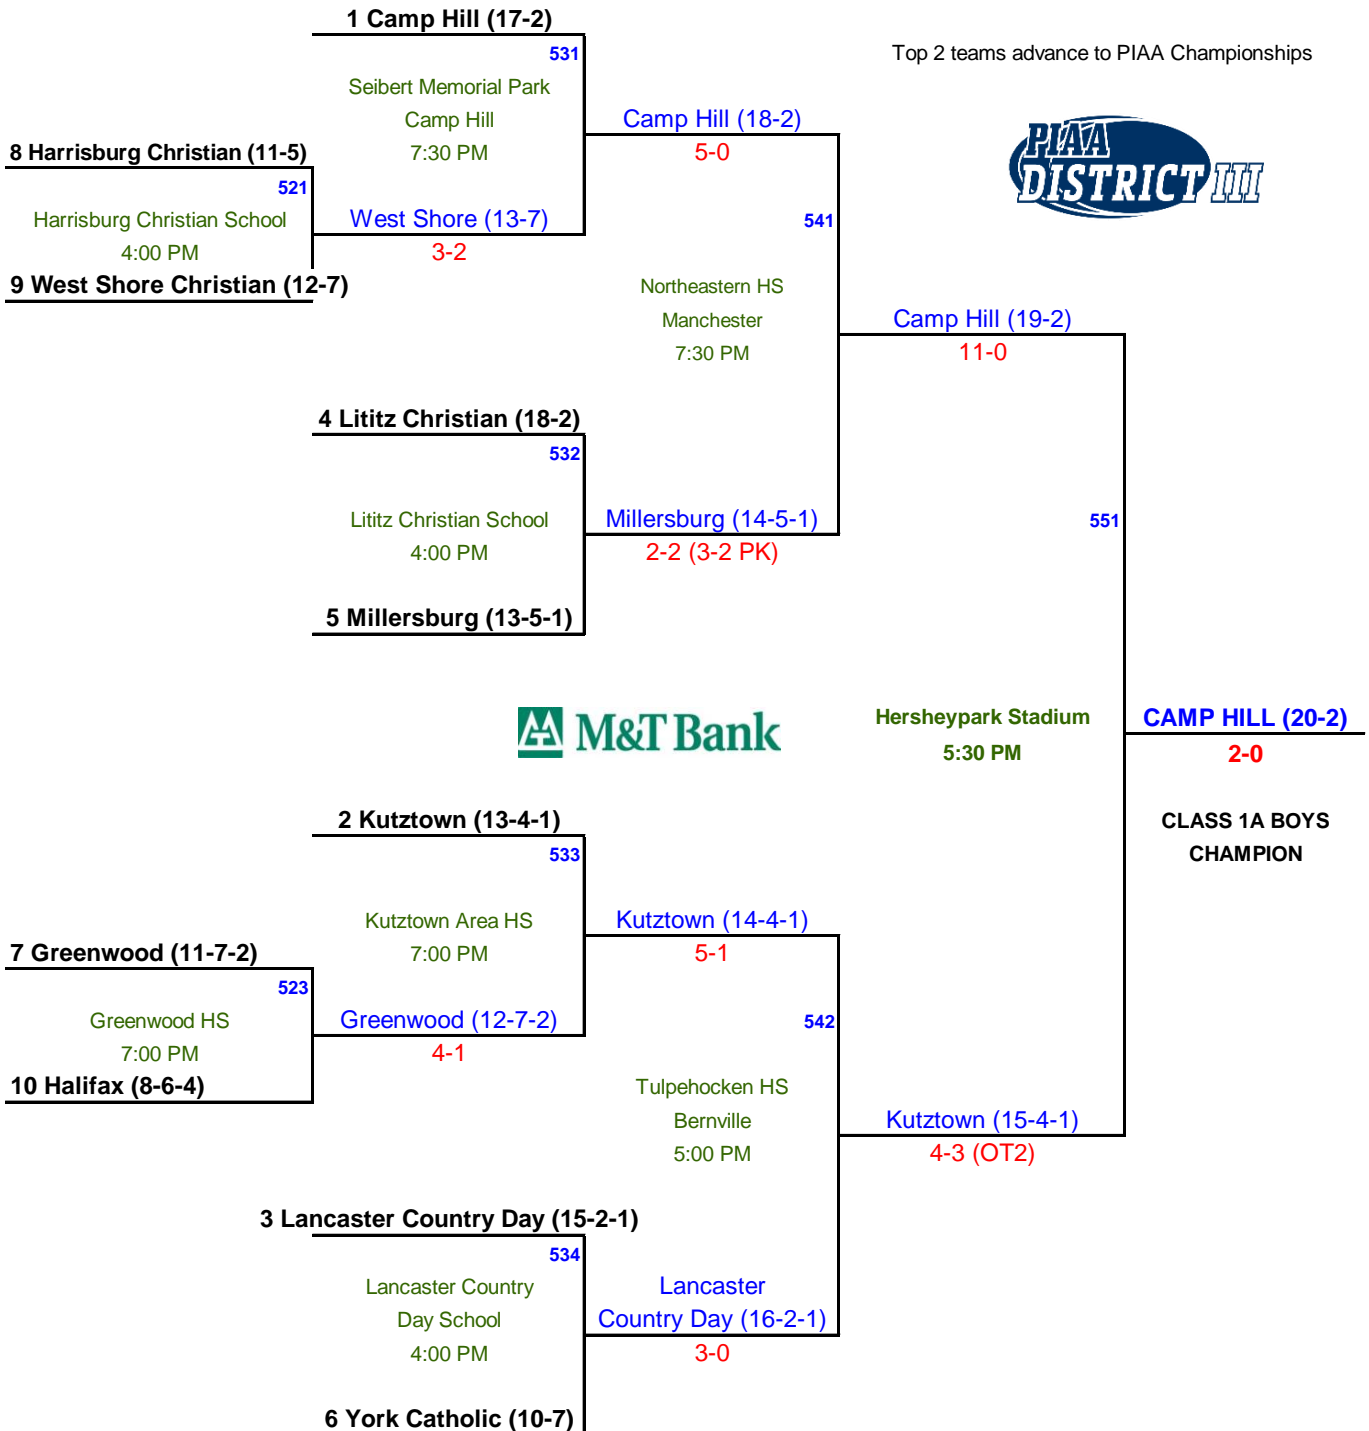 1 Camp Hill (17-2)
531
Top 2 teams advance to PIAA Championships
Seibert Memorial Park
Camp Hill
7:30 PM
Camp Hill (18-2)
5-0
PIAA
DISTRICT III
8 Harrisburg Christian (11-5)
521
Harrisburg Christian School
4:00 PM
West Shore (13-7)
3-2
541
9 West Shore Christian (12-7)
Northeastern HS
Manchester
7:30 PM
Camp Hill (19-2)
11-0
4 Lititz Christian (18-2)
532
Lititz Christian School
4:00 PM
Millersburg (14-5-1)
2-2 (3-2 PK)
551
5 Millersburg (13-5-1)
M&T Bank
Hersheypark Stadium
5:30 PM
CAMP HILL (20-2)
2-0
CLASS 1A BOYS
CHAMPION
2 Kutztown (13-4-1)
533
Kutztown Area HS
7:00 PM
Kutztown (14-4-1)
5-1
7 Greenwood (11-7-2)
523
Greenwood HS
7:00 PM
Greenwood (12-7-2)
4-1
542
10 Halifax (8-6-4)
Tulpehocken HS
Bernville
5:00 PM
Kutztown (15-4-1)
4-3 (OT2)
3 Lancaster Country Day (15-2-1)
534
Lancaster Country
Day School
4:00 PM
Lancaster
Country Day (16-2-1)
3-0
6 York Catholic (10-7)